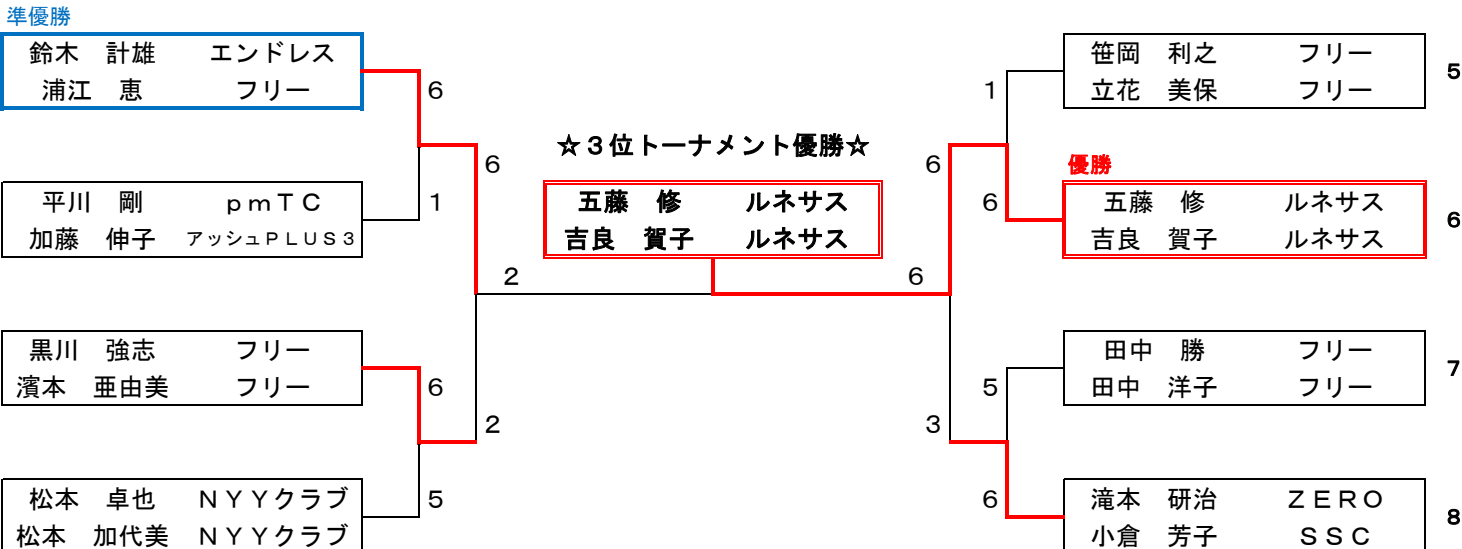 準優勝
鈴木　計雄　エンドレス
浦江　恵　フリー
6
平川　剛　ｐｍＴＣ
加藤　伸子　アッシュＰＬＵＳ３
1
6
黒川　強志　フリー
濱本　亜由美　フリー
6
松本　卓也　ＮＹＹクラブ
松本　加代美　ＮＹＹクラブ
5
2
2
☆３位トーナメント優勝☆
五藤　修　ルネサス
吉良　賀子　ルネサス
6
6
1
笹岡　利之　フリー
立花　美保　フリー
5
優勝
6
五藤　修　ルネサス
吉良　賀子　ルネサス
6
3
5
田中　勝　フリー
田中　洋子　フリー
7
6
滝本　研治　ＺＥＲＯ
小倉　芳子　ＳＳＣ
8